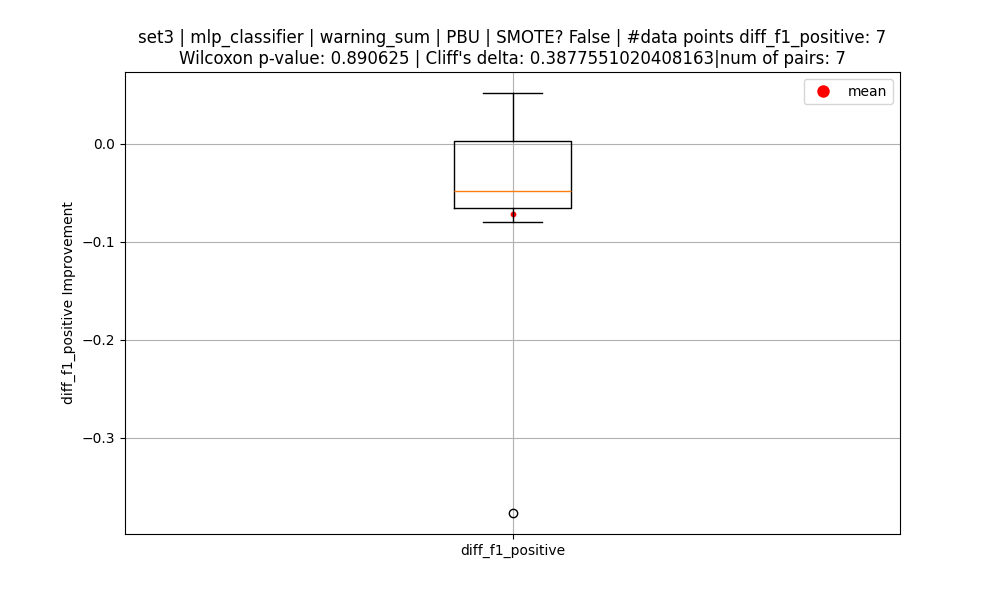 set3 | mlp_classifier | warning_sum | PBU | SMOTE? False | #data points diff_f1_positive: 7
Wilcoxon p-value: 0.890625 | Cliff's delta: 0.3877551020408163|num of pairs: 7
mean
0.0
−0.1
−0.2
−0.3
diff_f1_positive Improvement
diff_f1_positive